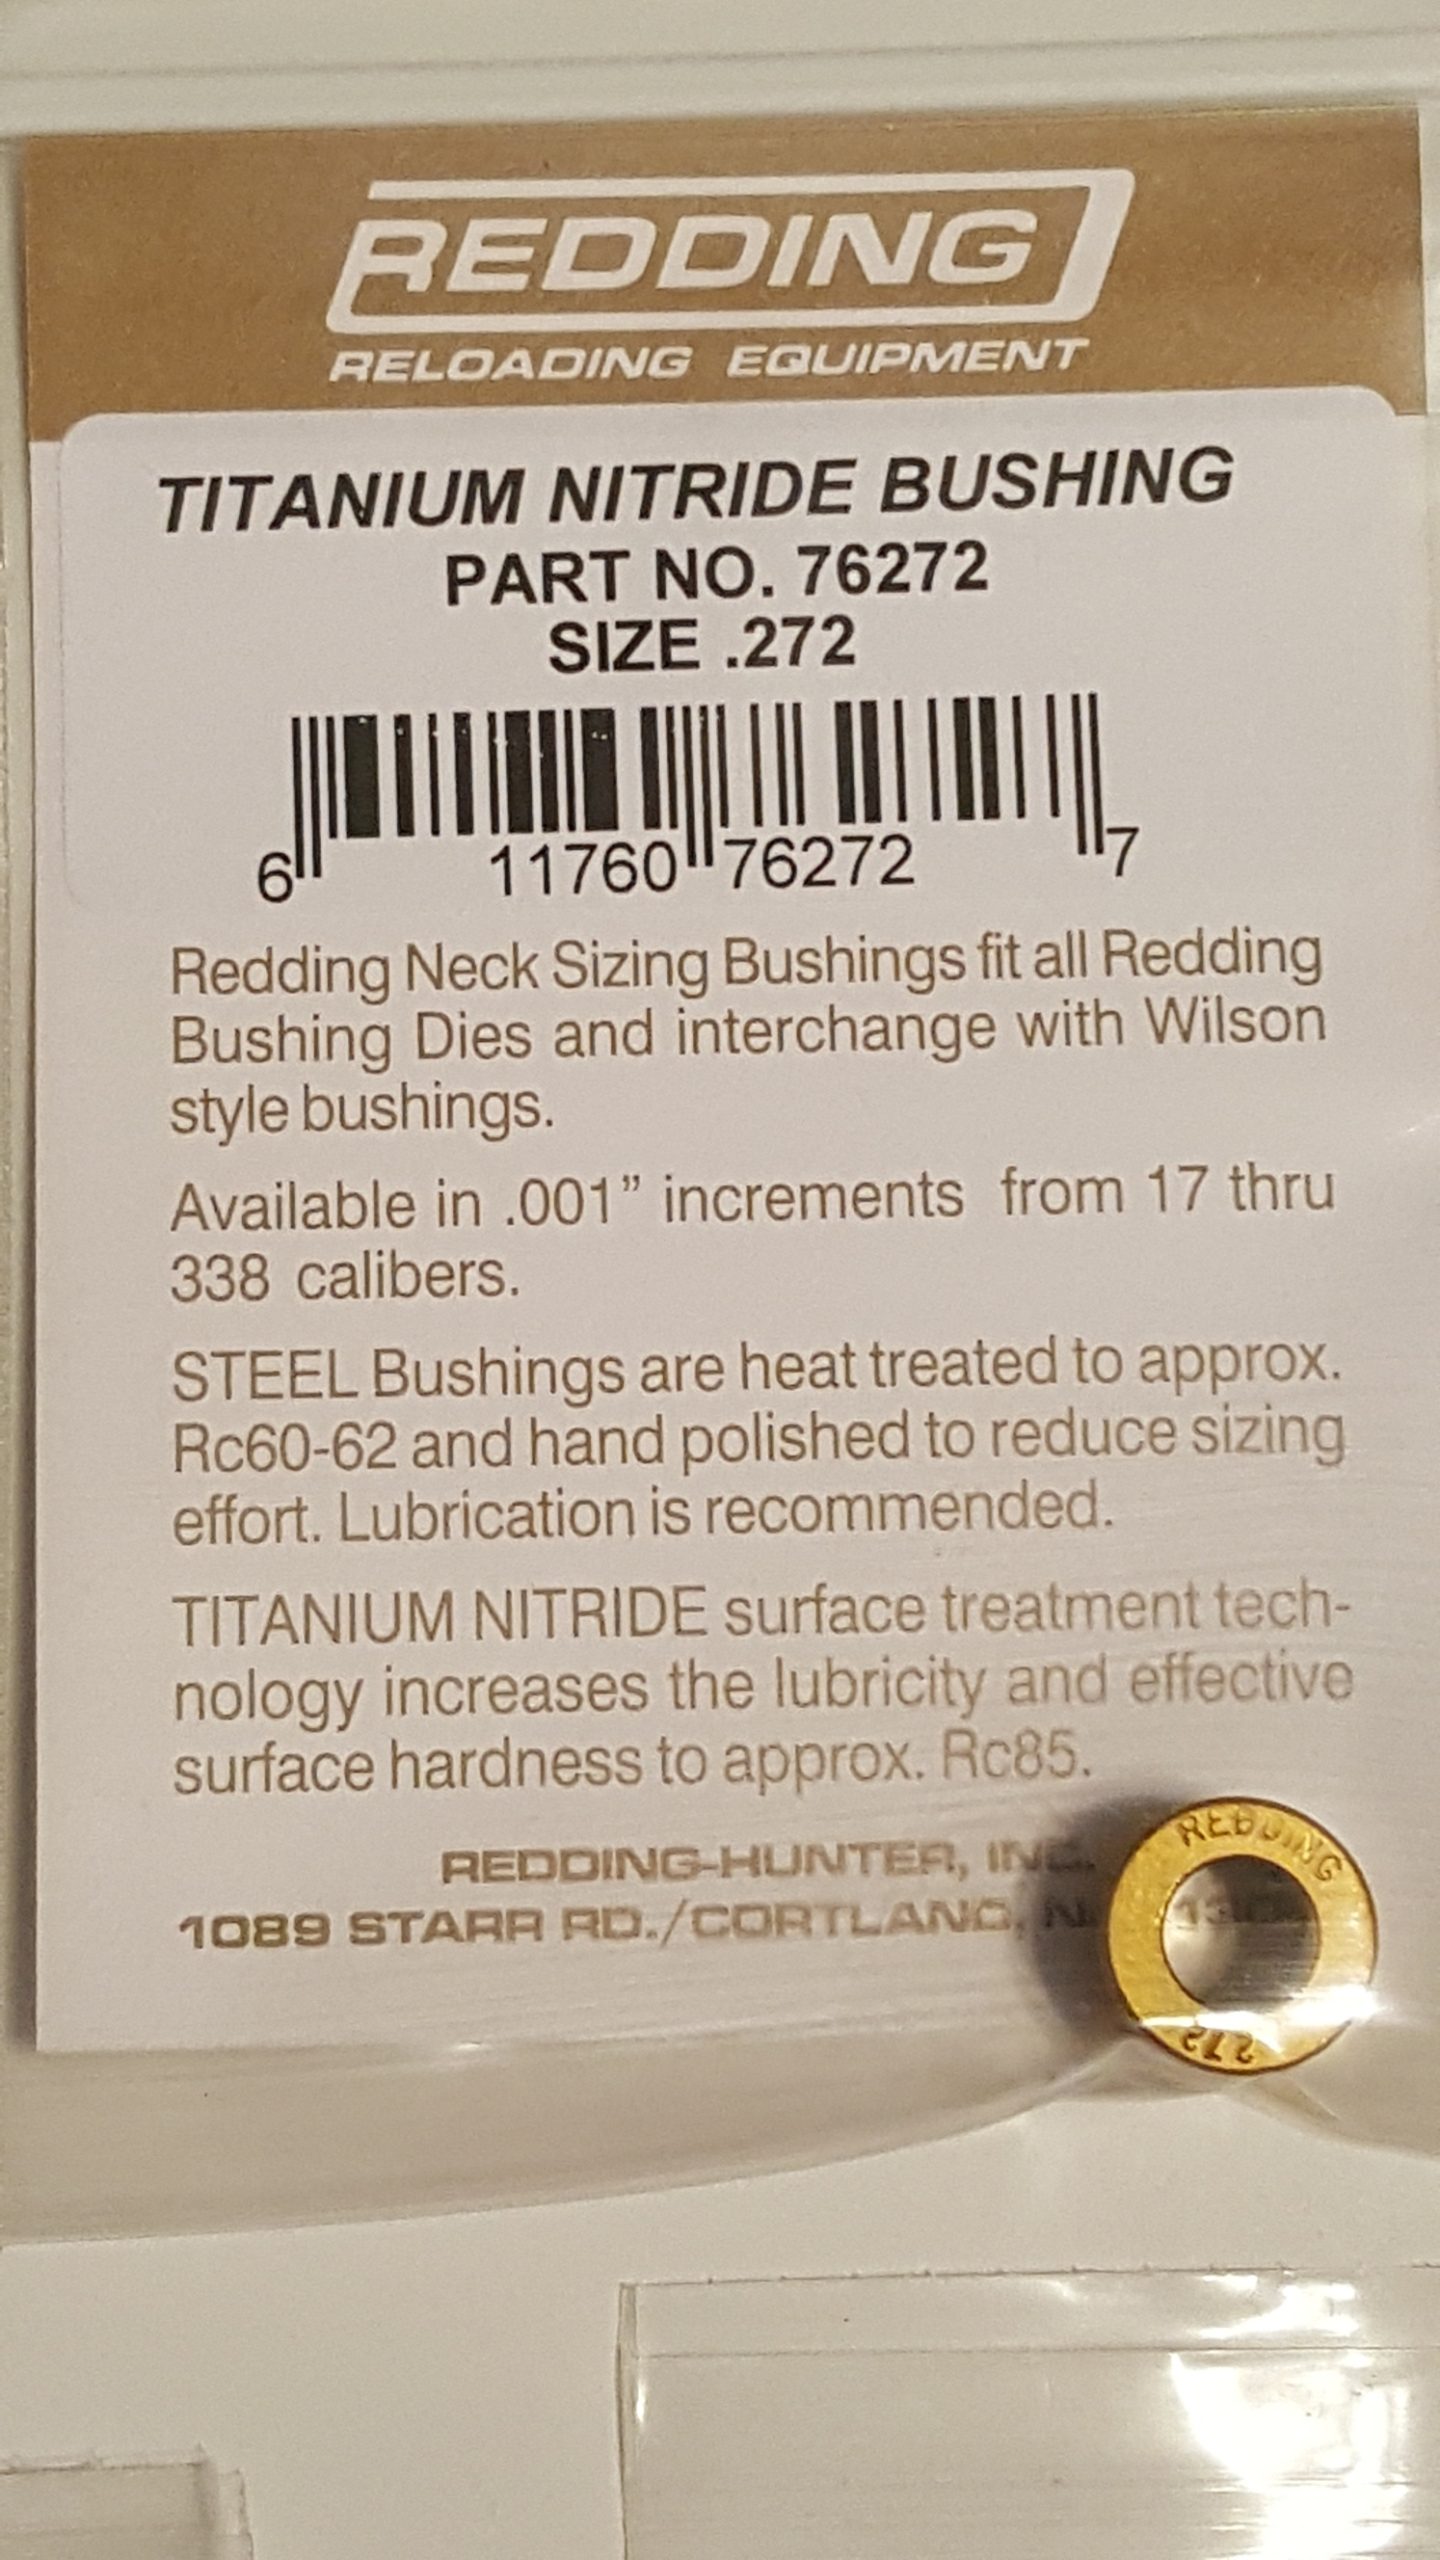 REDDING
RELOADING EQUIPMENT
TITANIUM NITRIDE BUSHING
PART NO. 76272
SIZE .272
6 11760 76272 7
Redding Neck Sizing Bushings fit all Redding
Bushing Dies and interchange with Wilson
style bushings.
Available in .001” increments from 17 thru
338 calibers.
STEEL Bushings are heat treated to approx.
Rc60-62 and hand polished to reduce sizing
effort. Lubrication is recommended.
TITANIUM NITRIDE surface treatment tech-
nology increases the lubricity and effective
surface hardness to approx. Rc85.
REDDING-HUNTER, INC.
1089 STARR RD./CORTLAND,
REDDING
272